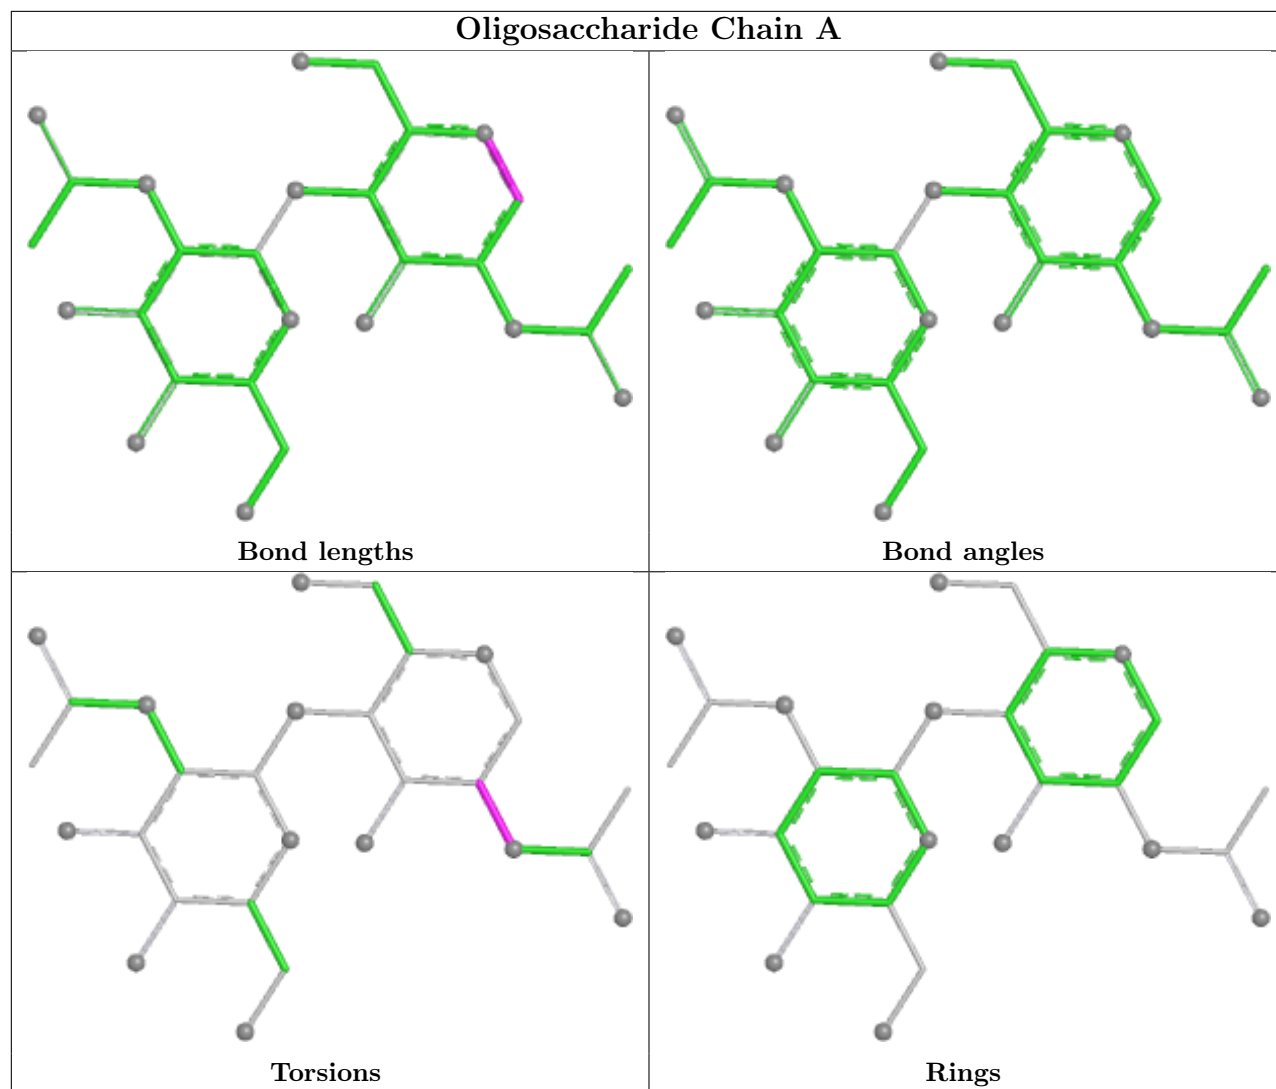 Oligosaccharide Chain A
Bond lengths
Bond angles
Torsions
Rings